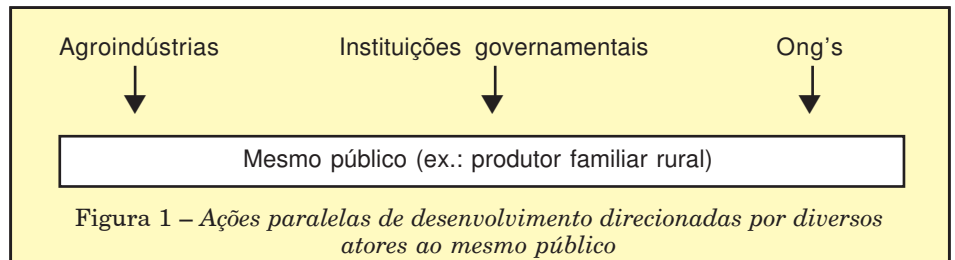 Agroindústrias Instituições governamentais Ong's
Mesmo público (ex.: produtor familiar rural)
Figura 1 – Ações paralelas de desenvolvimento direcionadas por diversos
atores ao mesmo público